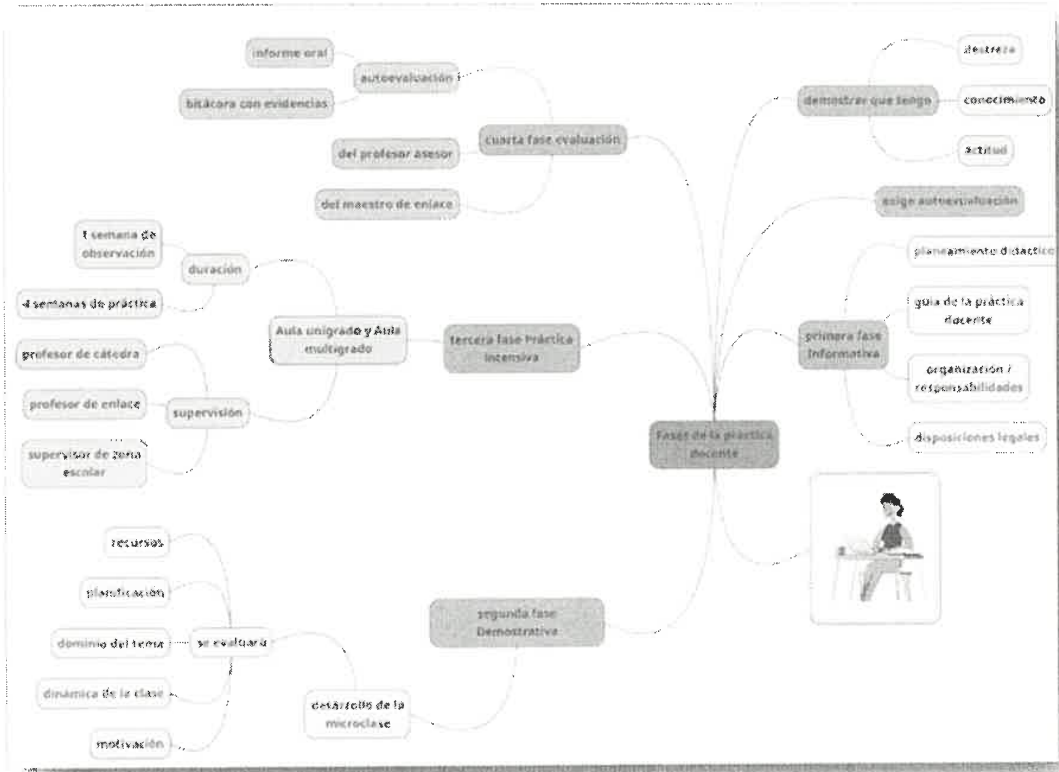 informe oral
autoevaluación
bitácora con evidencias
cuarta fase evaluación
del profesor asesor
del maestro de enlace
destreza
demostrar que tengo
conocimiento
actitud
exige autoevaluación
planeamiento didactico
guia de la práctica
docente
primera fase
Informativa
organización /
responsabilidades
disposiciones legales
1 semana de
observación
duración
4 semanas de práctica
Aula unigrado y Aula
multigrado
tercera fase Práctica
Intensiva
profesor de cátedra
profesor de enlace
supervisión
supervisor de zona
escolar
Fases de la práctica
docente
recursos
planificación
dominio del tema
se evaluará
dinámica de la clase
motivación
segunda fase
Demostrativa
desarrollo de la
microclase